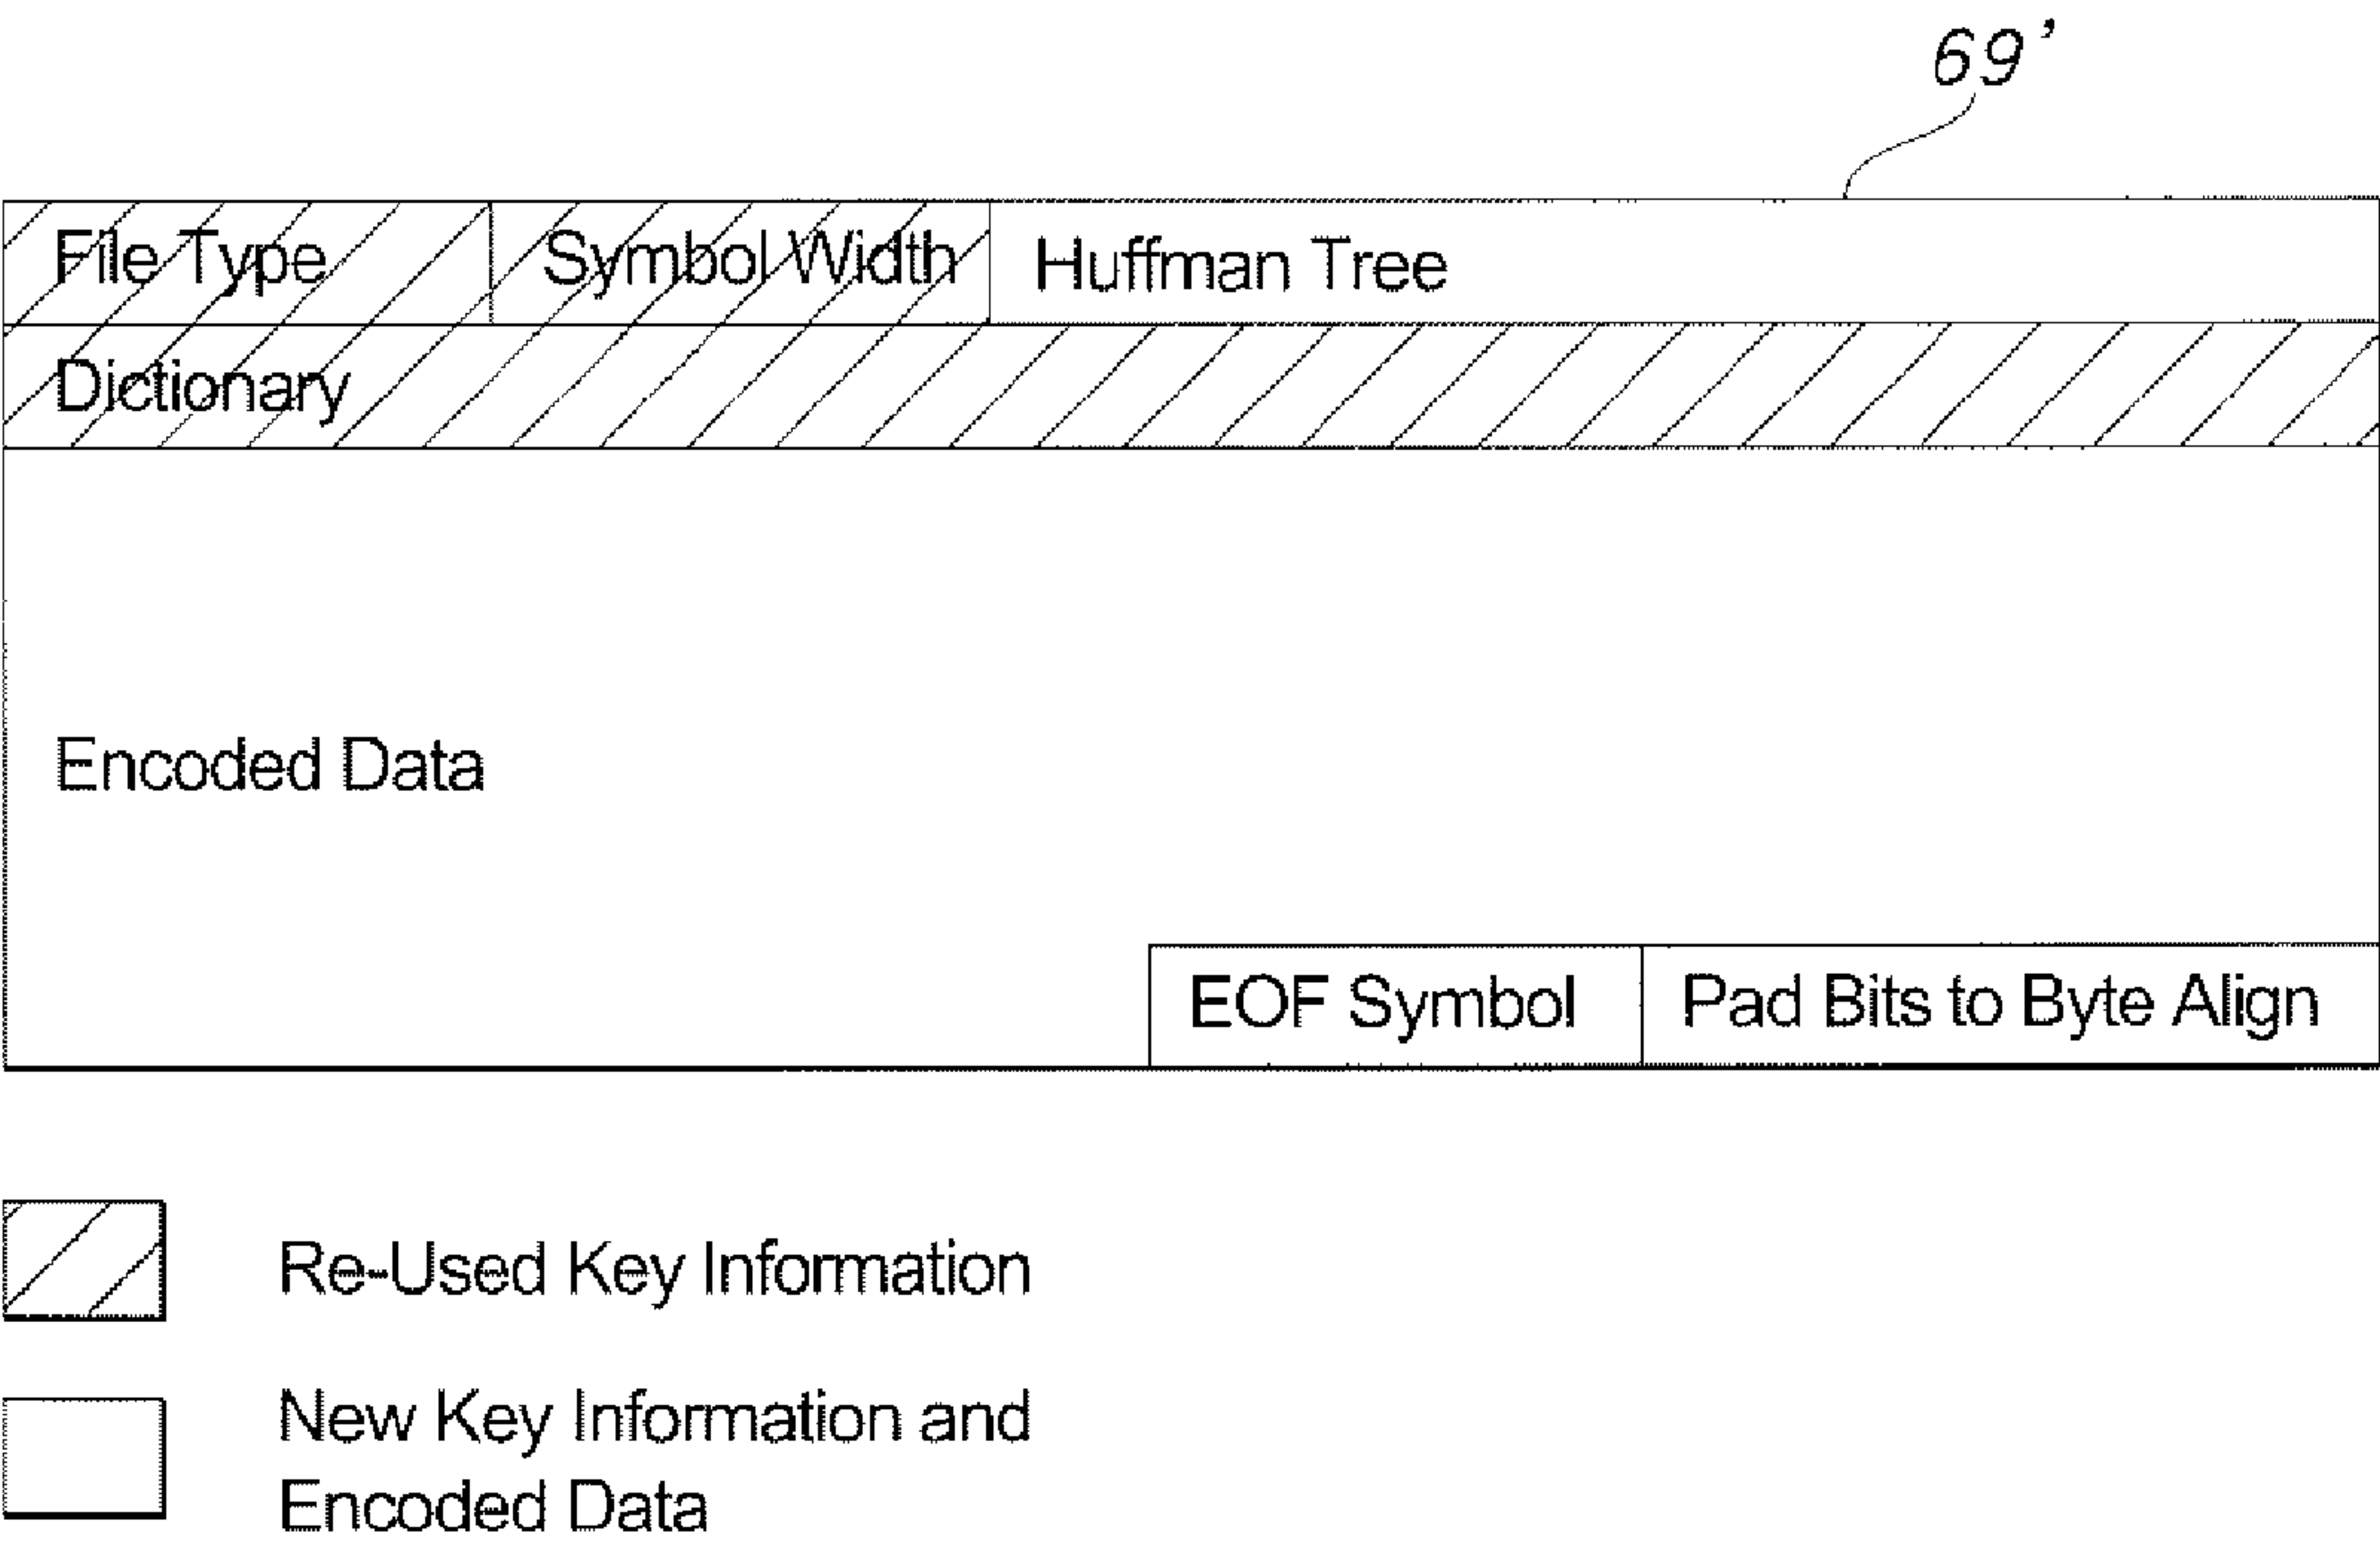 69'
File Type Symbol Width Huffman Tree
Dictionary
Encoded Data
EOF Symbol Pad Bits to Byte Align
Re-Used Key Information
New Key Information and
Encoded Data